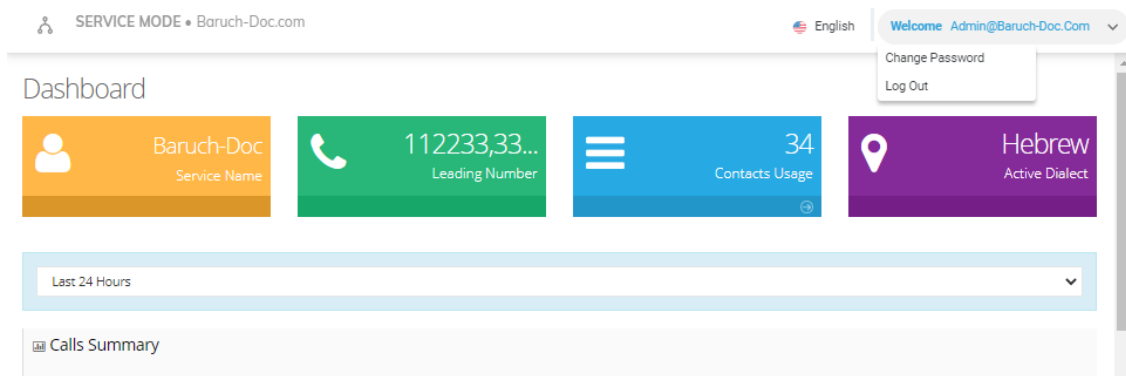 SERVICE MODE • Baruch-Doc.com
English
Welcome Admin@Baruch-Doc.Com
Change Password
Log Out
Dashboard
Baruch-Doc
Service Name
112233,33...
Leading Number
34
Contacts Usage
Hebrew
Active Dialect
Last 24 Hours
Calls Summary